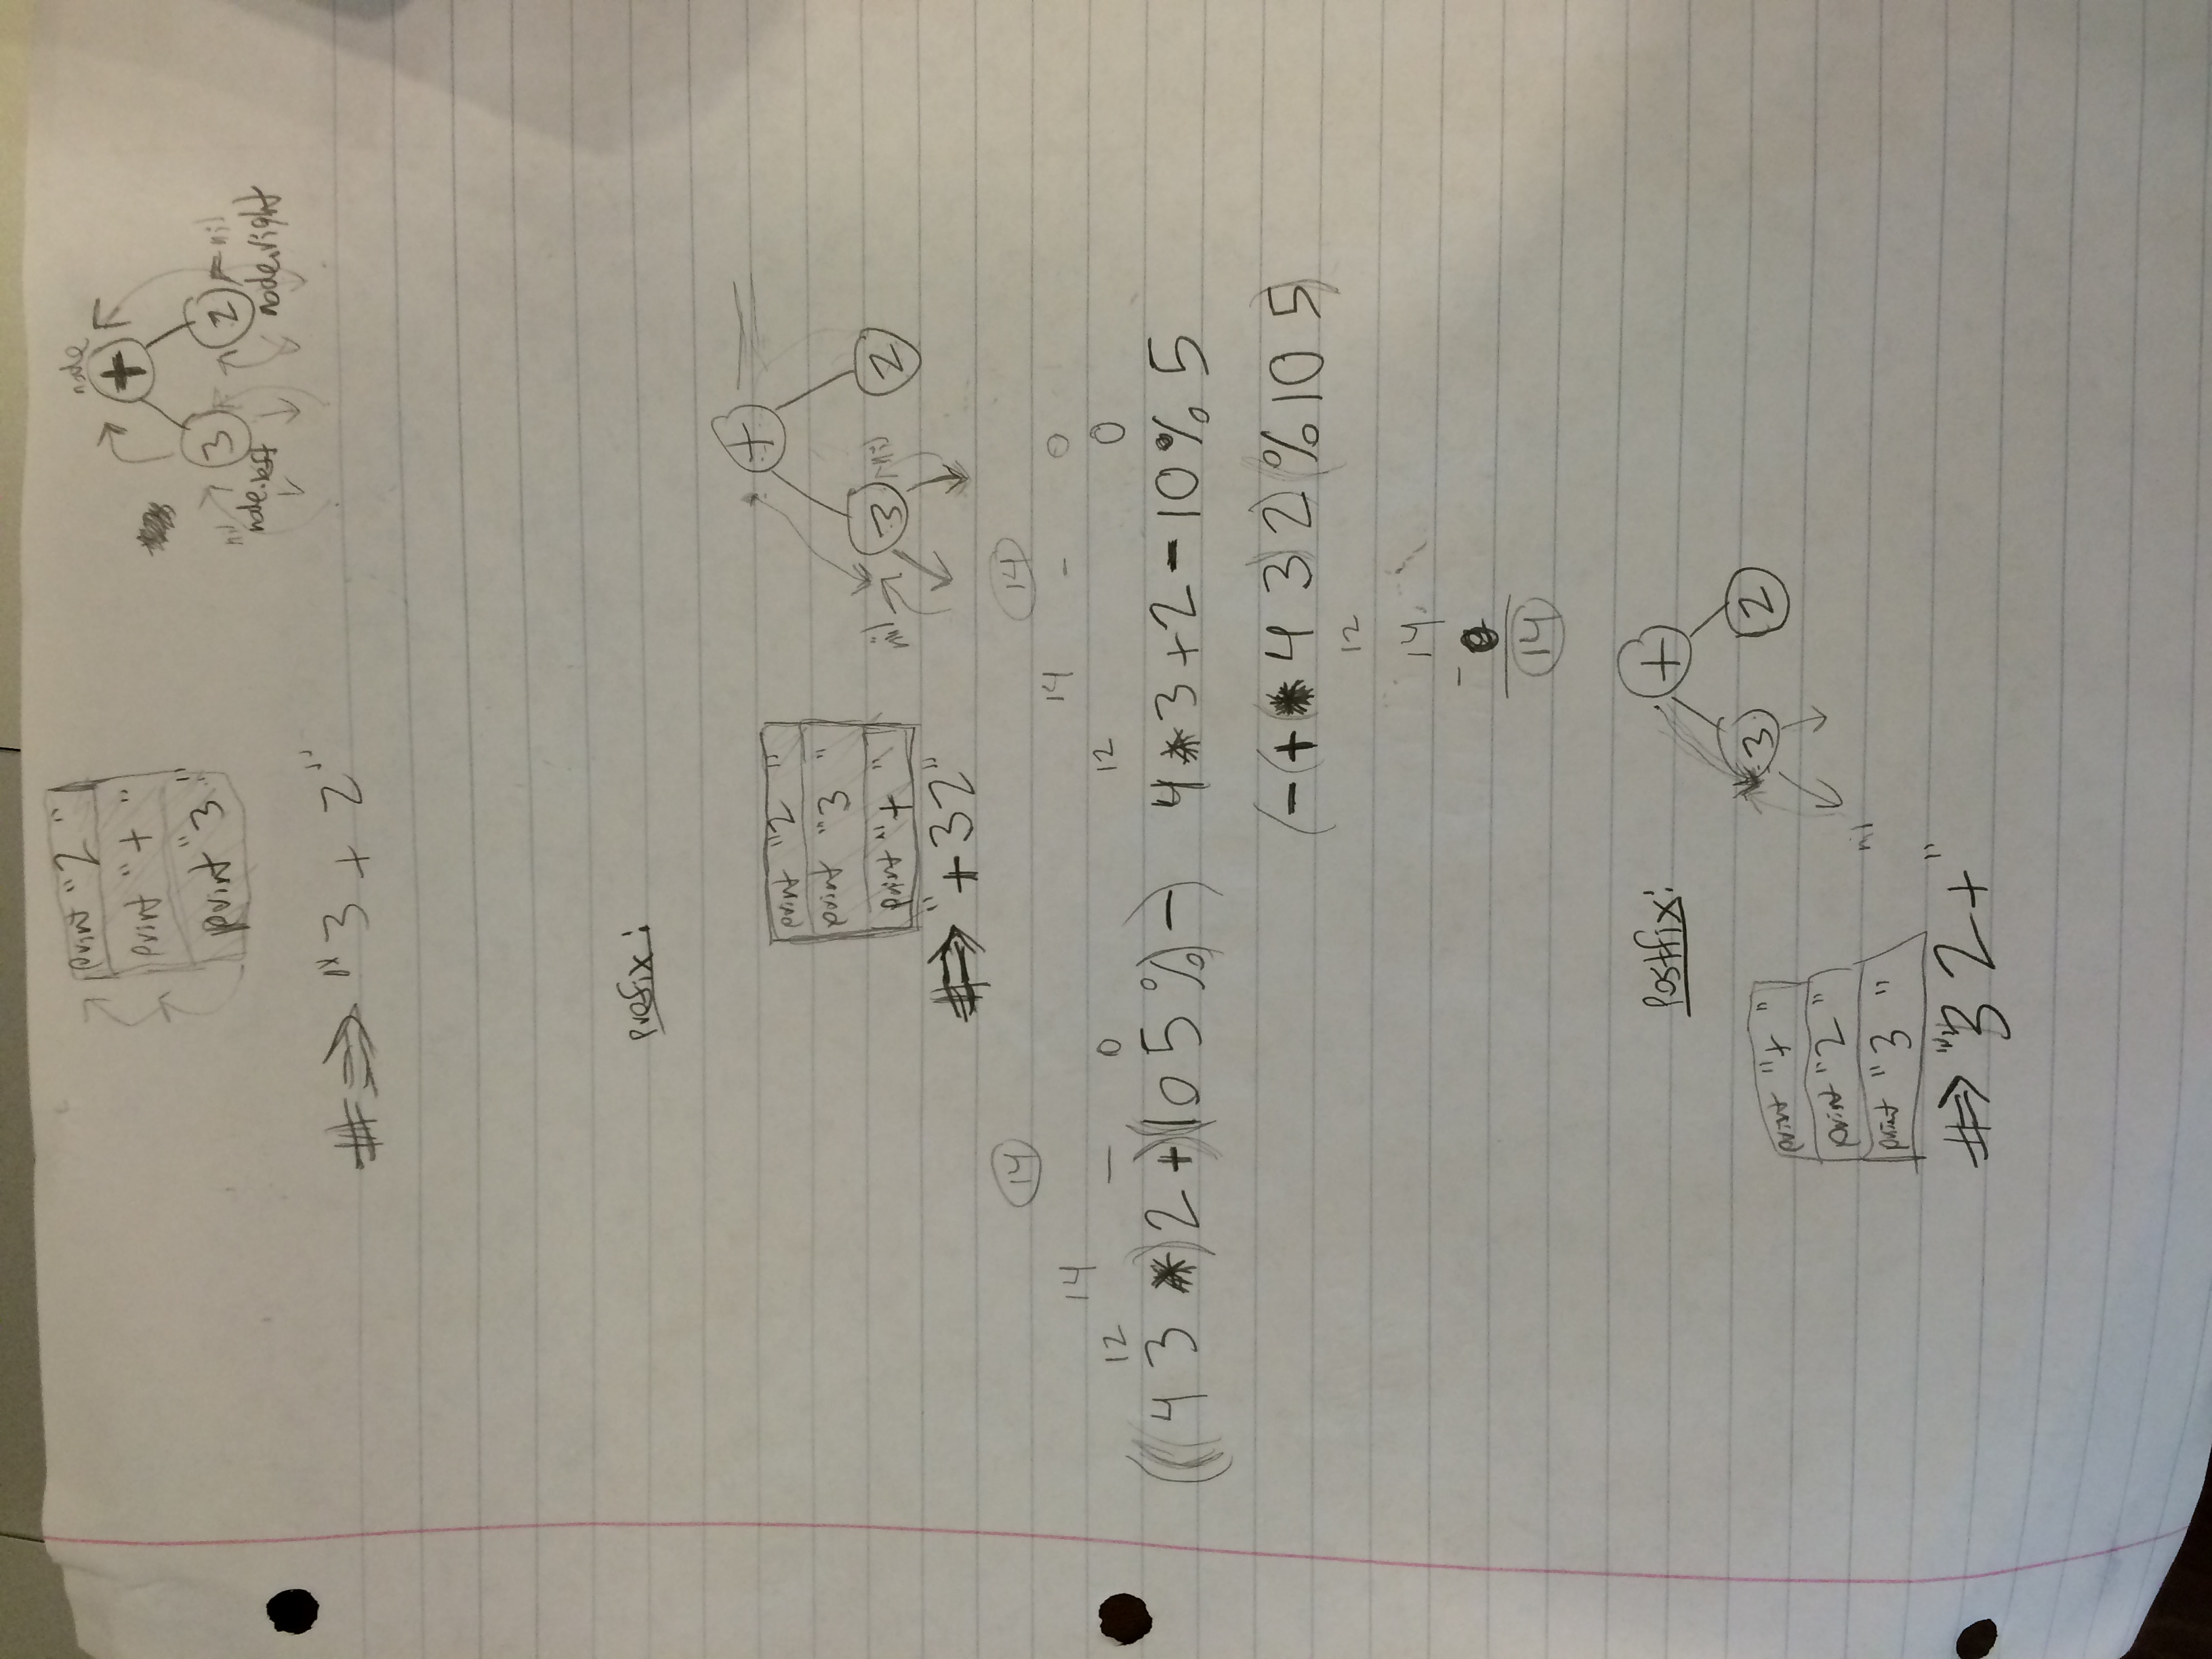 node
print "2 "
+
print "+ "
print "3 "
3 2
nil nil
node.left node.right
#=> "3 + 2"
Prefix:
+
print "2 "
print "3 "
print "+ "
nil 3 nil 2
#=> "+32"
14 14
14 - 0
14
12 - 0 12 0
(((4 3 *) 2 +)(10 5 %) -) 4 * 3 + 2 - 10 % 5
(- (+ (* 4 3) 2) (% 10 5)
12
14
- 0
14
Postfix:
+
3 2
print "+ "
print "2 "
nil
print "3 "
#=> "3 2 + "